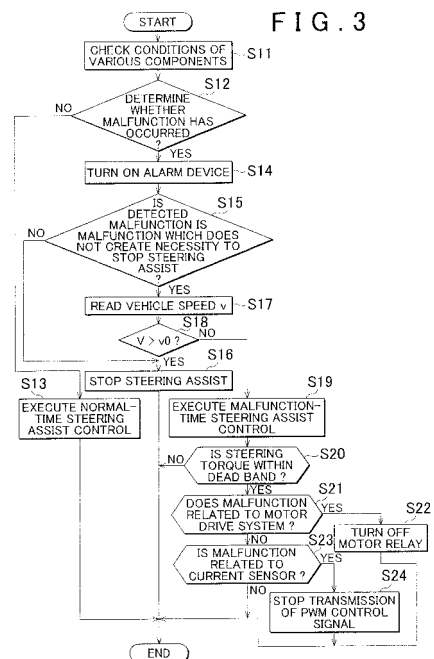 START
FIG. 3
CHECK CONDITIONS OF
VARIOUS COMPONENTS
S11
S12
NO
DETERMINE
WHETHER
MALFUNCTION HAS
OCCURRED
?
YES
TURN ON ALARM DEVICE
S14
S15
NO
IS
DETECTED
MALFUNCTION IS
MALFUNCTION WHICH DOES
NOT CREATE NECESSITY TO
STOP STEERING
ASSIST
?
YES
READ VEHICLE SPEED v
S17
S18
V > v0 ?
NO
YES
S16
STOP STEERING ASSIST
S13
EXECUTE NORMAL-
TIME STEERING
ASSIST CONTROL
S19
EXECUTE MALFUNCTION-
TIME STEERING ASSIST
CONTROL
S20
NO
IS STEERING
TORQUE WITHIN
DEAD BAND ?
YES
S21
DOES MALFUNCTION
RELATED TO MOTOR
DRIVE SYSTEM ?
YES
S22
TURN OFF
MOTOR RELAY
NO
S23
IS MALFUNCTION
RELATED TO
CURRENT SENSOR ?
YES
S24
NO
STOP TRANSMISSION
OF PWM CONTROL
SIGNAL
END